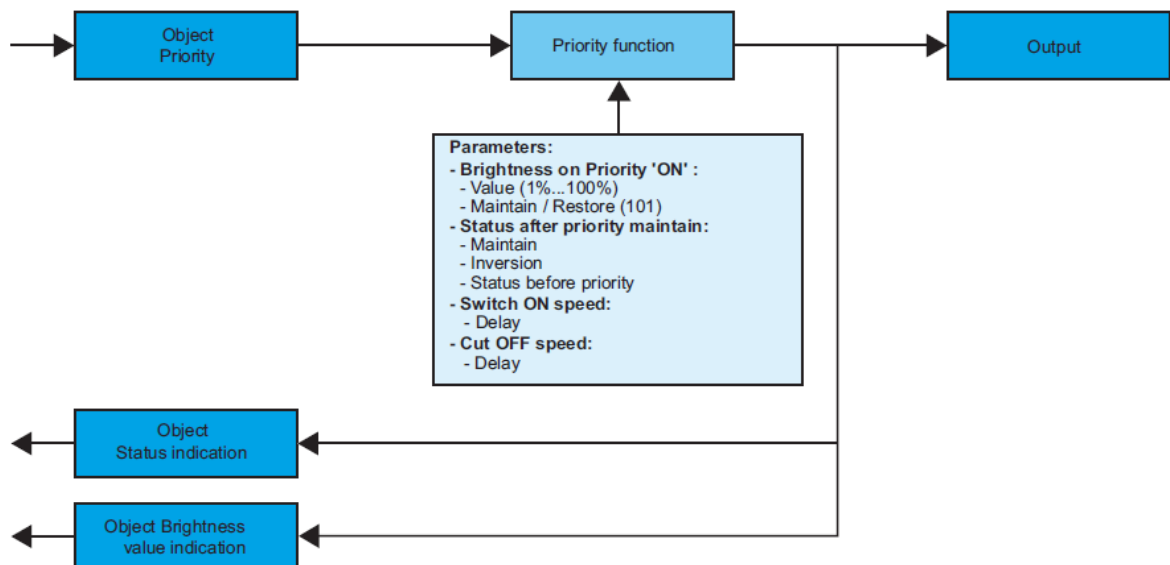 Object
Priority
Priority function
Output
Parameters:
- Brightness on Priority 'ON' :
- Value (1%...100%)
- Maintain / Restore (101)
- Status after priority maintain:
- Maintain
- Inversion
- Status before priority
- Switch ON speed:
- Delay
- Cut OFF speed:
- Delay
Object
Status indication
Object Brightness
value indication